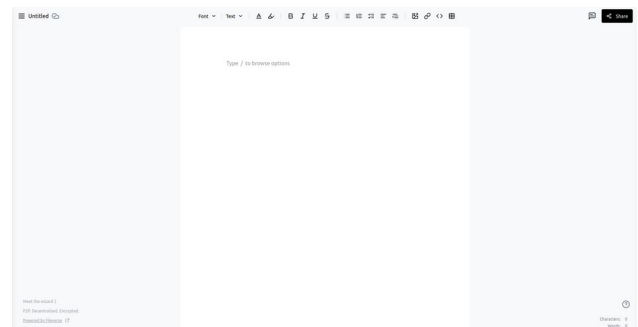 Untitled
Font Text
Share
Type / to browse options
Meet the wizard :)
P2P. Decentralised. Encrypted.
Powered by Fileverse
Characters: 0
Words: 0